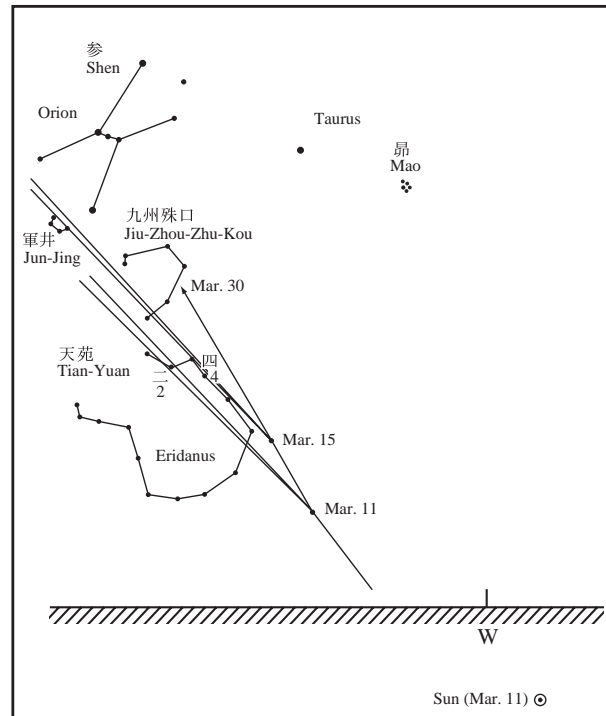 参
Shen
Orion
Taurus
昴
Mao
九州殊口
Jiu-Zhou-Zhu-Kou
軍井
Jun-Jing
Mar. 30
天苑
Tian-Yuan
二
2
四
4
Mar. 15
Eridanus
Mar. 11
W
Sun (Mar. 11)